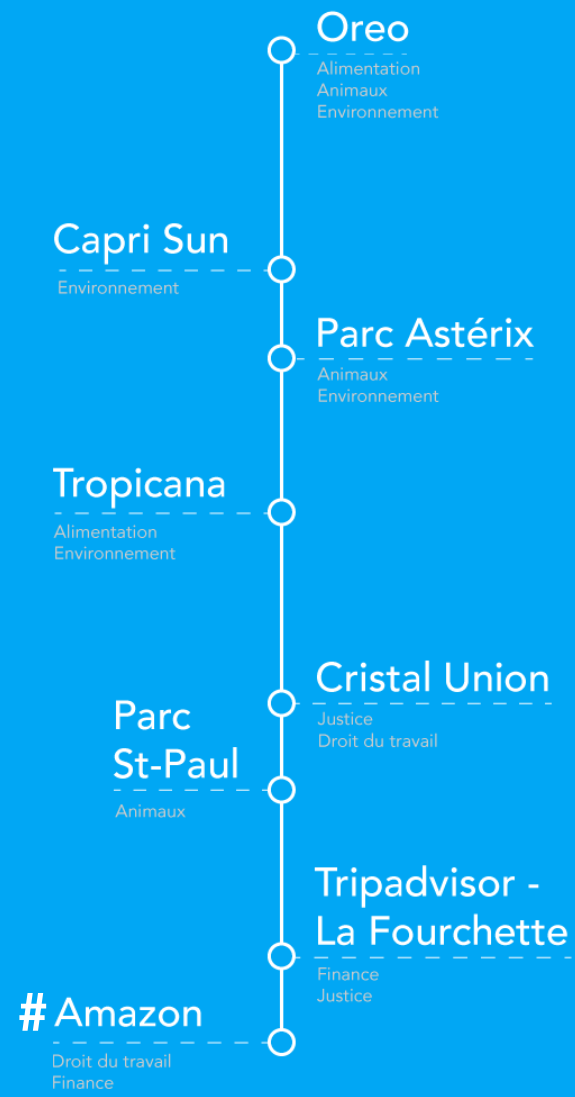 Oreo
Alimentation
Animaux
Environnement
Capri Sun
Environnement
Parc Astérix
Animaux
Environnement
Tropicana
Alimentation
Environnement
Cristal Union
Justice
Droit du travail
Parc
St-Paul
Animaux
Tripadvisor -
La Fourchette
Finance
Justice
# Amazon
Droit du travail
Finance